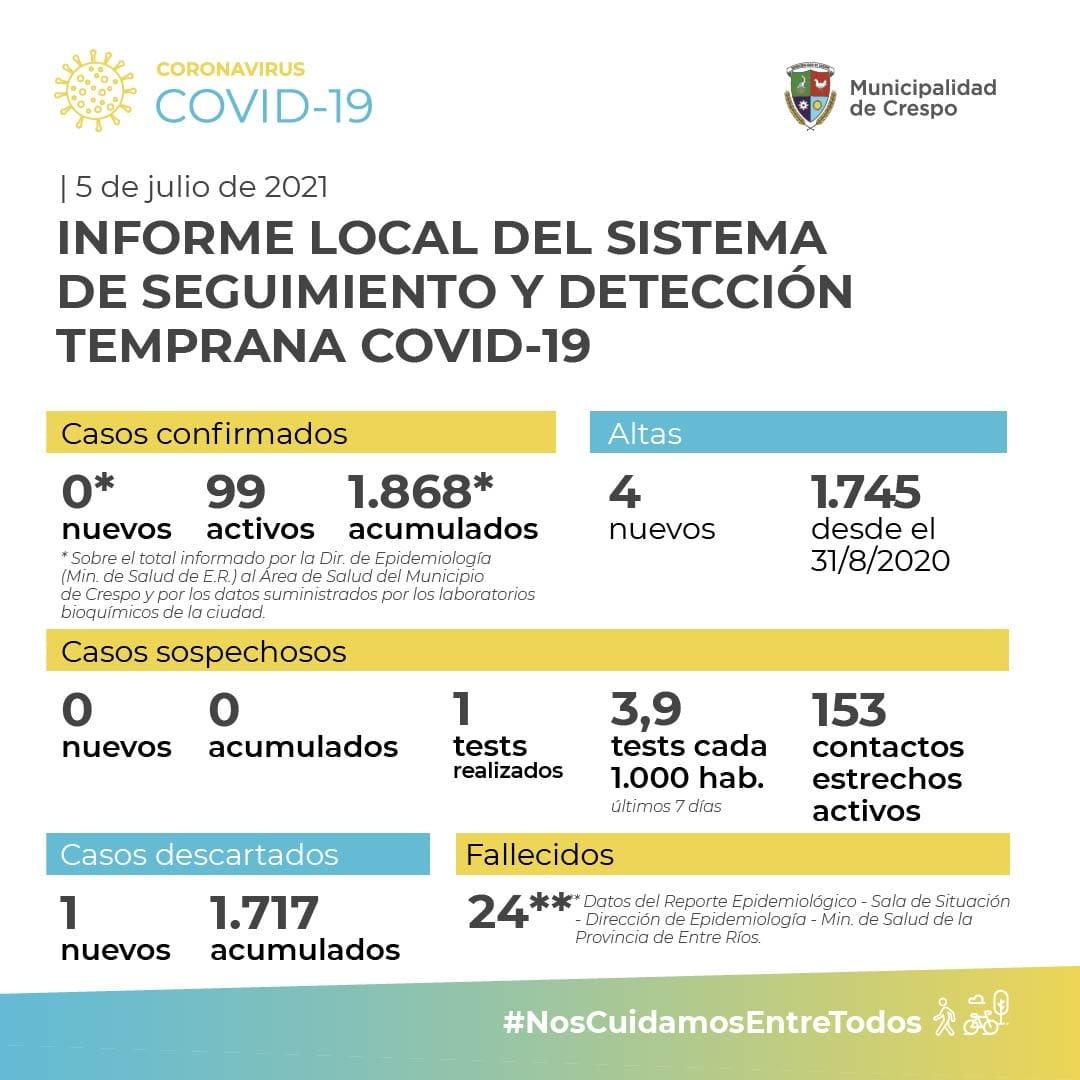 CORONAVIRUS
COVID-19
Municipalidad
de Crespo
| 5 de julio de 2021
INFORME LOCAL DEL SISTEMA
DE SEGUIMIENTO Y DETECCIÓN
TEMPRANA COVID-19
Casos confirmados
0* nuevos
99 activos
1.868* acumulados
* Sobre el total informado por la Dir. de Epidemiología
(Min. de Salud de E.R.) al Área de Salud del Municipio
de Crespo y por los datos suministrados por los laboratorios
bioquímicos de la ciudad.
Altas
4
nuevos
1.745
desde el
31/8/2020
Casos sospechosos
0
nuevos
0
acumulados
1
tests
realizados
3,9
tests cada
1.000 hab.
últimos 7 días
153
contactos
estrechos
activos
Casos descartados
1
nuevos
1.717
acumulados
Fallecidos
24**
** Datos del Reporte Epidemiológico - Sala de Situación
- Dirección de Epidemiología - Min. de Salud de la
Provincia de Entre Ríos.
#NosCuidamosEntreTodos